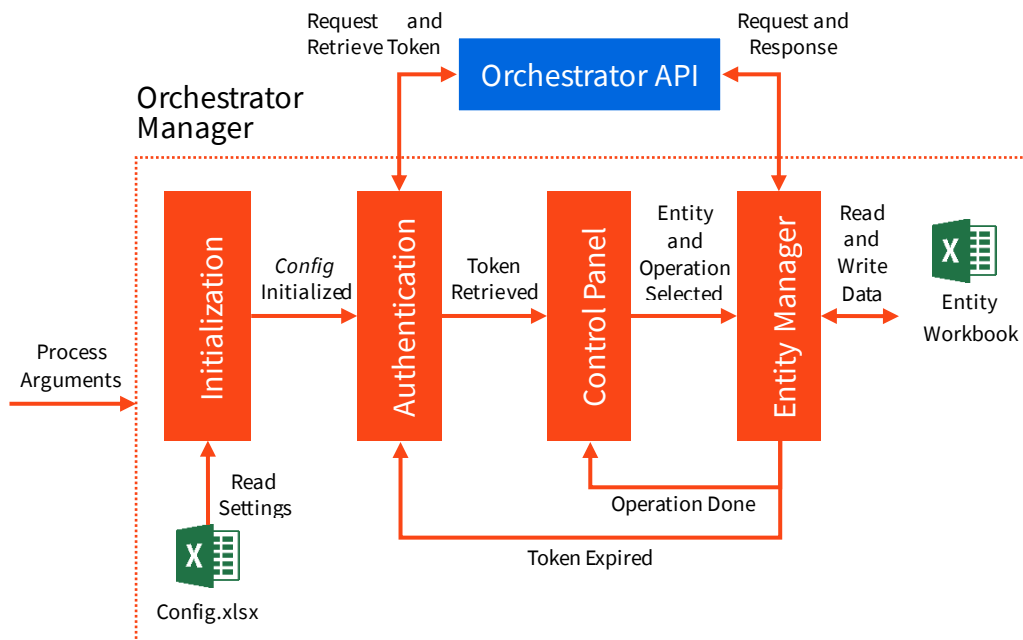 Request and
Retrieve Token
Request and
Response
Orchestrator API
Orchestrator
Manager
Initialization
Config
Initialized
Authentication
Token
Retrieved
Control Panel
Entity
and
Operation
Selected
Entity Manager
Read
and
Write
Data
X
Entity
Workbook
Process
Arguments
Read
Settings
Operation Done
Token Expired
X
Config.xlsx